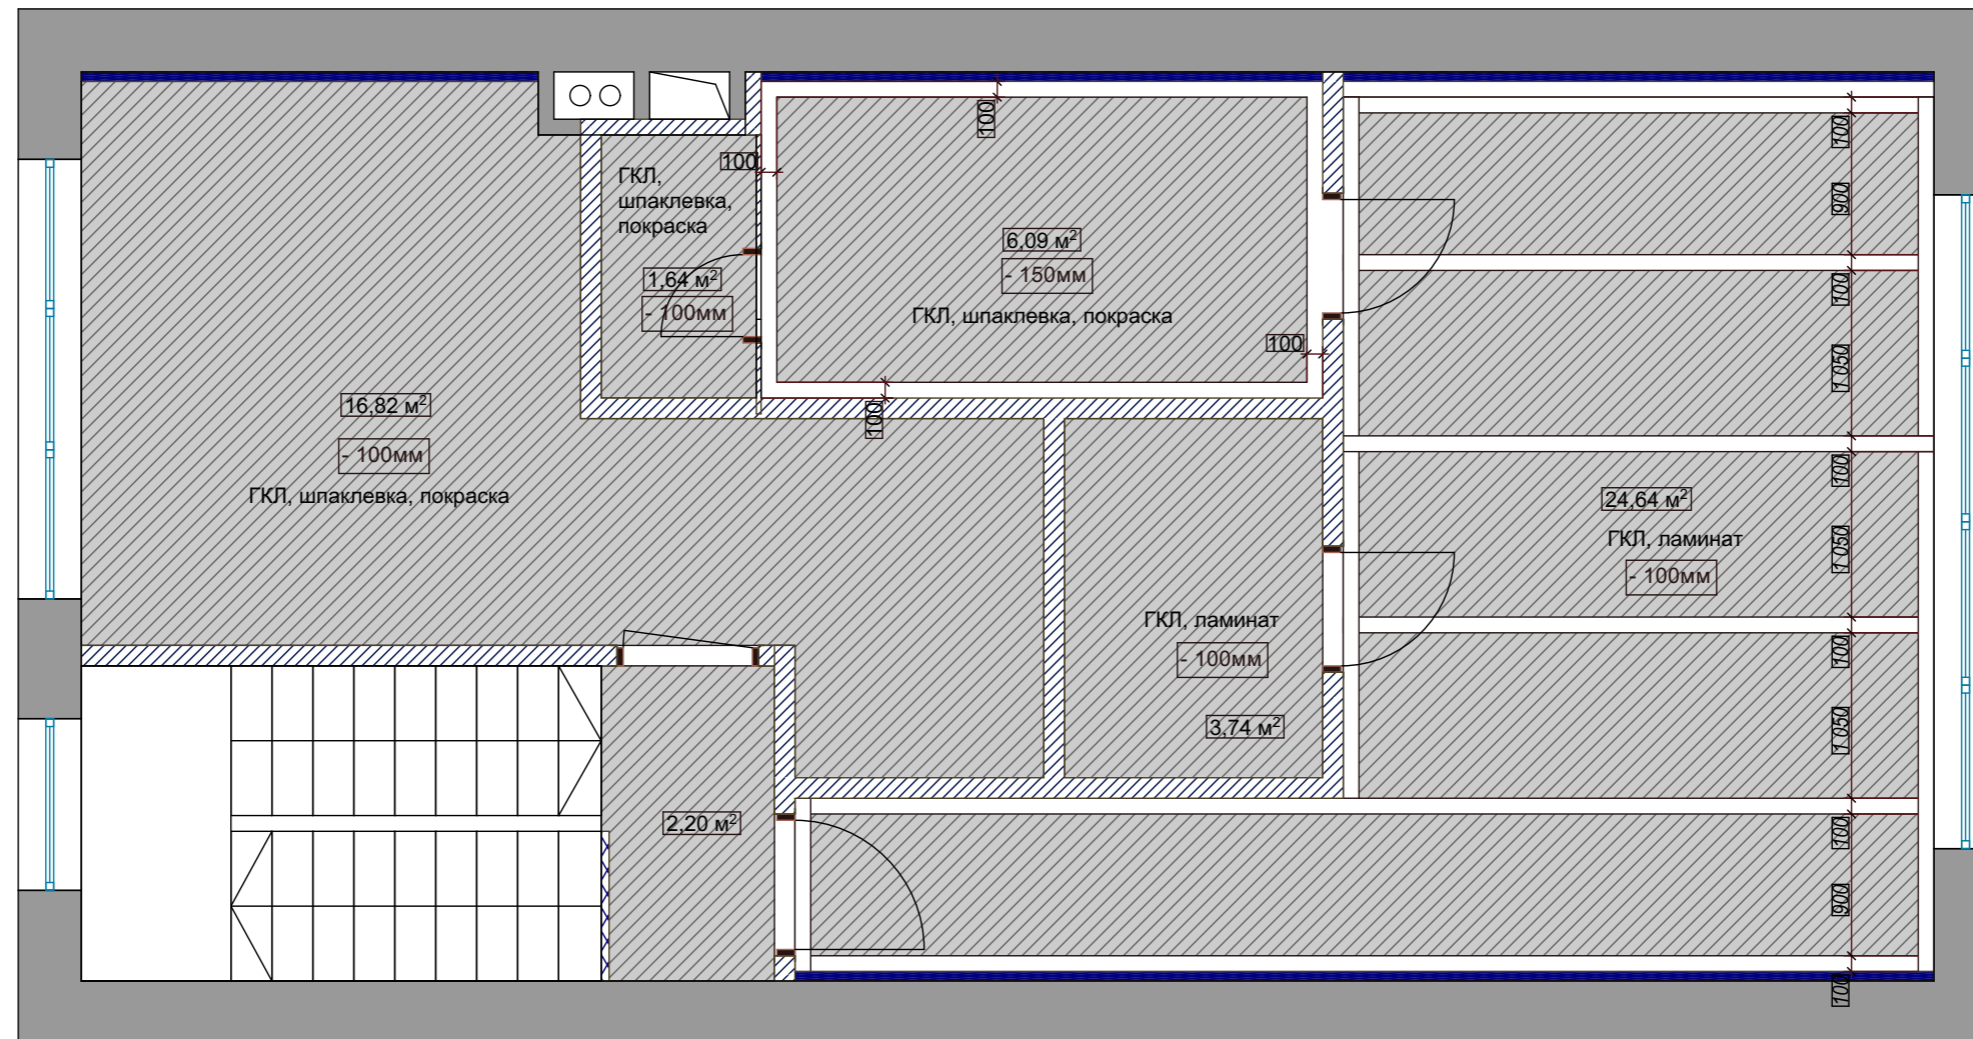 100
ГКЛ,
шпаклевка,
покраска
1,64 м²
- 100мм
100
6,09 м²
- 150мм
ГКЛ, шпаклевка, покраска
100
100
16,82 м²
- 100мм
ГКЛ, шпаклевка, покраска
ГКЛ, ламинат
- 100мм
3,74 м²
2,20 м²
24,64 м²
ГКЛ, ламинат
- 100мм
100
900
100
1 050
100
1 050
100
1 050
100
900
100